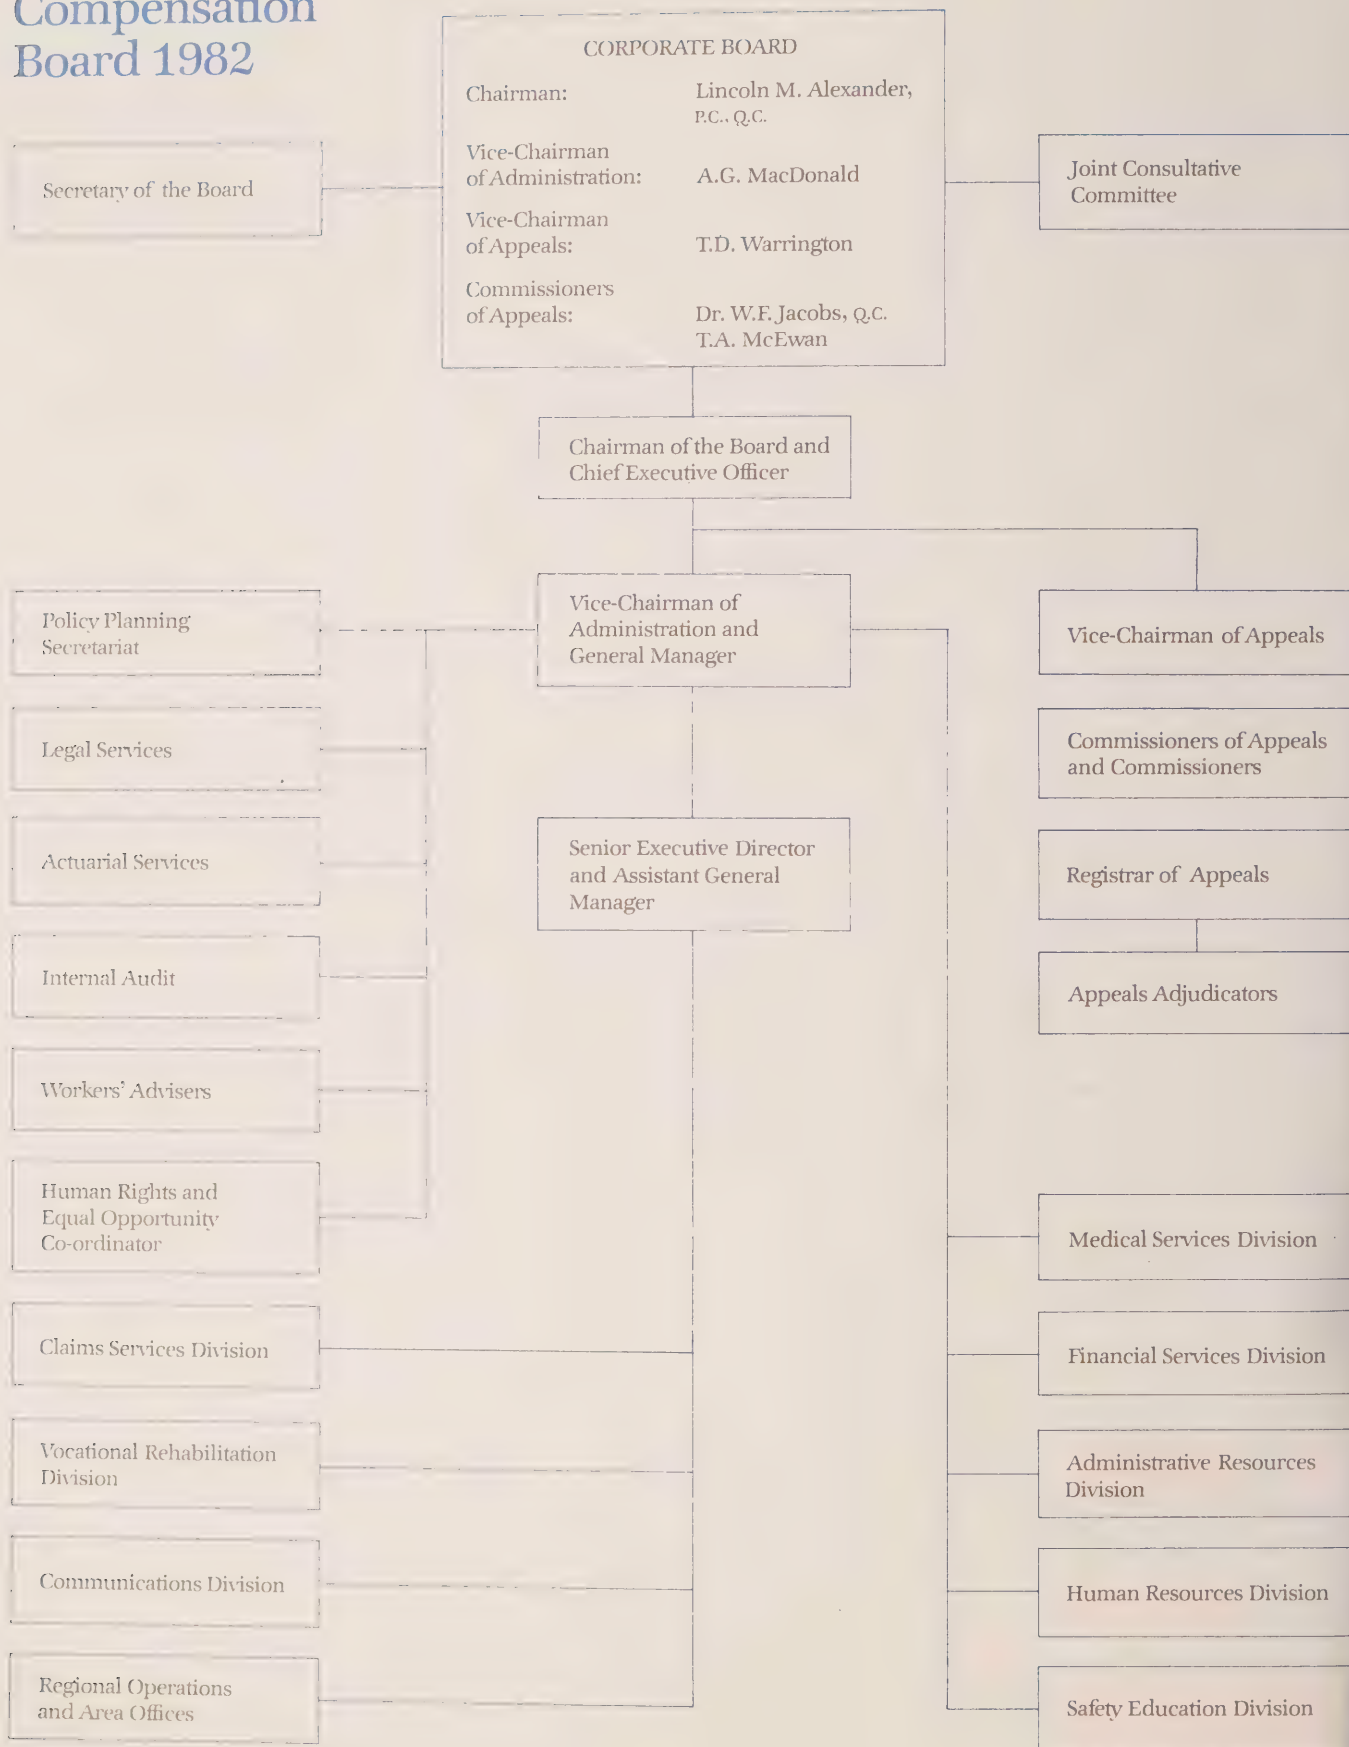 Compensation
Board 1982
CORPORATE BOARD
Chairman: Lincoln M. Alexander,
P.C., Q.C.
Vice-Chairman
of Administration: A.G. MacDonald
Vice-Chairman
of Appeals: T.D. Warrington
Commissioners
of Appeals: Dr. W.F. Jacobs, Q.C.
T.A. McEwan
Secretary of the Board
Joint Consultative
Committee
Chairman of the Board and
Chief Executive Officer
Vice-Chairman of
Administration and
General Manager
Senior Executive Director
and Assistant General
Manager
Policy Planning
Secretariat
Legal Services
Actuarial Services
Internal Audit
Workers' Advisers
Human Rights and
Equal Opportunity
Co-ordinator
Claims Services Division
Vocational Rehabilitation
Division
Communications Division
Regional Operations
and Area Offices
Vice-Chairman of Appeals
Commissioners of Appeals
and Commissioners
Registrar of Appeals
Appeals Adjudicators
Medical Services Division
Financial Services Division
Administrative Resources
Division
Human Resources Division
Safety Education Division